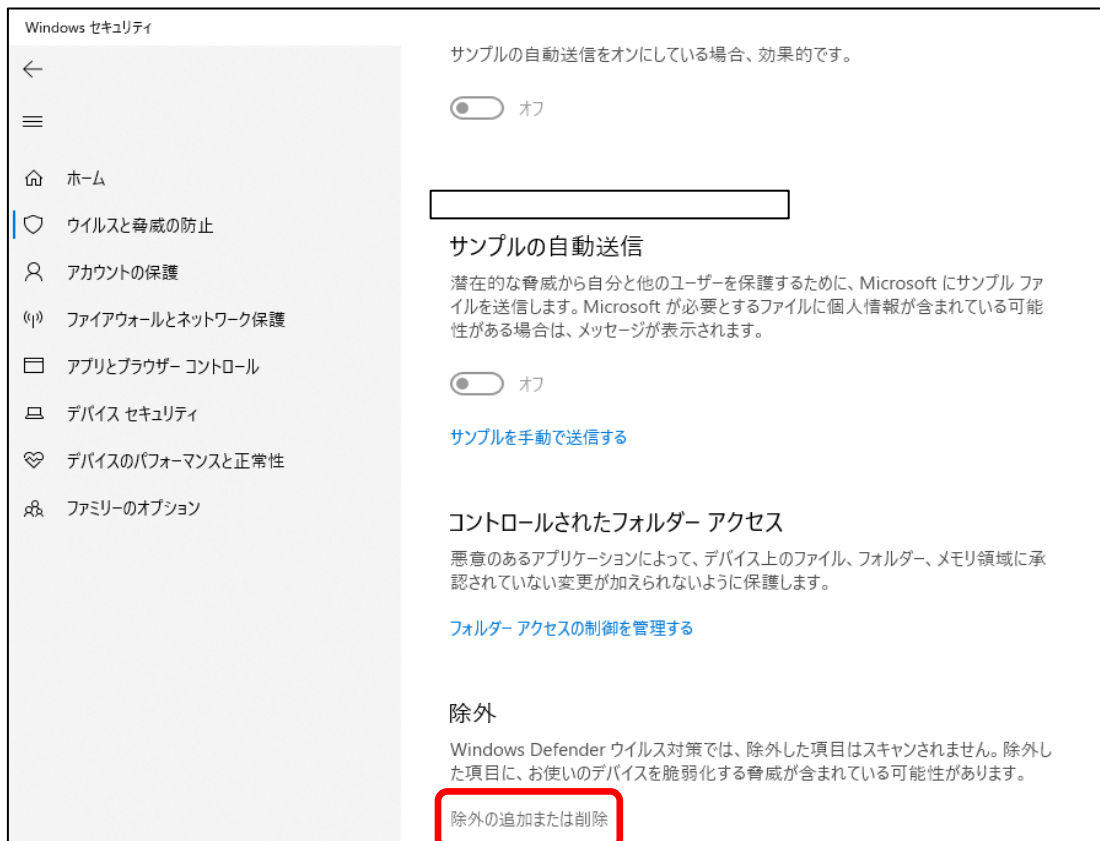 Windows セキュリティ
ホーム
ウイルスと脅威の防止
アカウントの保護
ファイアウォールとネットワーク保護
アプリとブラウザー コントロール
デバイス セキュリティ
デバイスのパフォーマンスと正常性
ファミリーのオプション
サンプルの自動送信をオンにしている場合、効果的です。
オフ
サンプルの自動送信
潜在的な脅威から自分と他のユーザーを保護するために、Microsoft にサンプル ファ
イルを送信します。Microsoft が必要とするファイルに個人情報が含まれている可能
性がある場合は、メッセージが表示されます。
オフ
サンプルを手動で送信する
コントロールされたフォルダー アクセス
悪意のあるアプリケーションによって、デバイス上のファイル、フォルダー、メモリ領域に承
認されていない変更が加えられないように保護します。
フォルダー アクセスの制御を管理する
除外
Windows Defender ウイルス対策では、除外した項目はスキャンされません。除外し
た項目に、お使いのデバイスを脆弱化する脅威が含まれている可能性があります。
除外の追加または削除